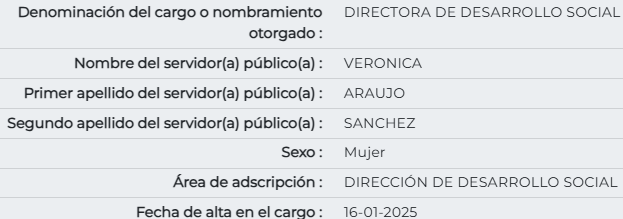 Denominación del cargo o nombramiento otorgado : DIRECTORA DE DESARROLLO SOCIAL
Nombre del servidor(a) público(a) : VERONICA
Primer apellido del servidor(a) público(a) : ARAUJO
Segundo apellido del servidor(a) público(a) : SANCHEZ
Sexo : Mujer
Área de adscripción : DIRECCIÓN DE DESARROLLO SOCIAL
Fecha de alta en el cargo : 16-01-2025